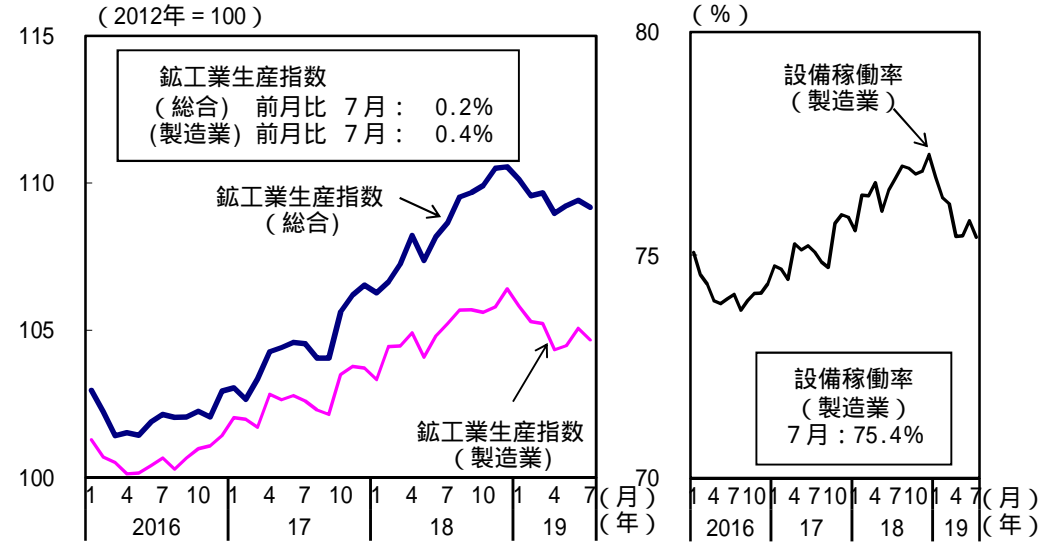 （2012年＝100）
115
110
105
100
鉱工業生産指数
（総合） 前月比 ７月： 0.2%
(製造業) 前月比 ７月： 0.4%
鉱工業生産指数
（総合）
鉱工業生産指数
（製造業）
1 4 7 10 1 4 7 10 1 4 7 10 1 4 7（月）
2016 17 18 19 （年）
（％）
80
75
70
設備稼働率
（製造業）
設備稼働率
（製造業）
７月：75.4%
1 4 7 10 1 4 7 10 1 4 7 10 1 4 7（月）
2016 17 18 19 （年）